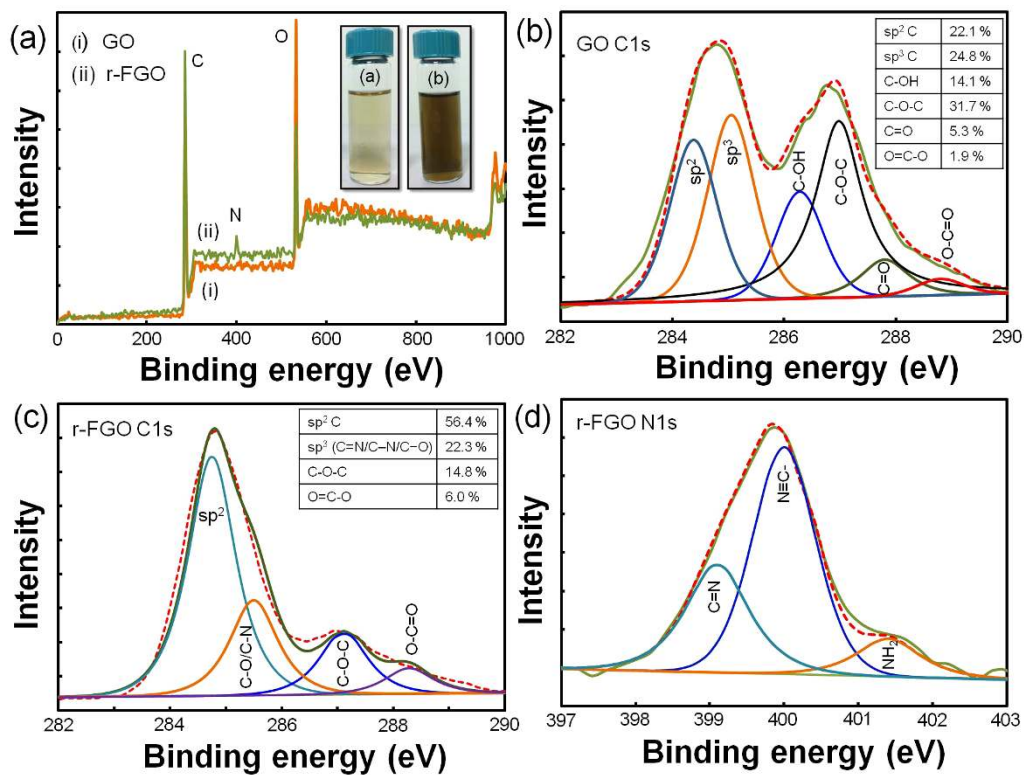 (a)
(i) GO
(ii) r-FGO
C
O
N
(ii)
(i)
(a)
(b)
Intensity
0
200
400
600
800
1000
Binding energy (eV)
(b)
GO C1s
sp² C 22.1 %
sp³ C 24.8 %
C-OH 14.1 %
C-O-C 31.7 %
C=O 5.3 %
O=C-O 1.9 %
sp²
sp³
C-OH
C-O-C
C=O
O-C=O
Intensity
282
284
286
288
290
Binding energy (eV)
(c)
r-FGO C1s
sp² C 56.4 %
sp³ (C=N/C–N/C–O) 22.3 %
C-O-C 14.8 %
O=C-O 6.0 %
sp²
C-O/C-N
C-O-C
O-C=O
Intensity
282
284
286
288
290
Binding energy (eV)
(d)
r-FGO N1s
C=N
N≡C-
NH₂
Intensity
397
398
399
400
401
402
403
Binding energy (eV)